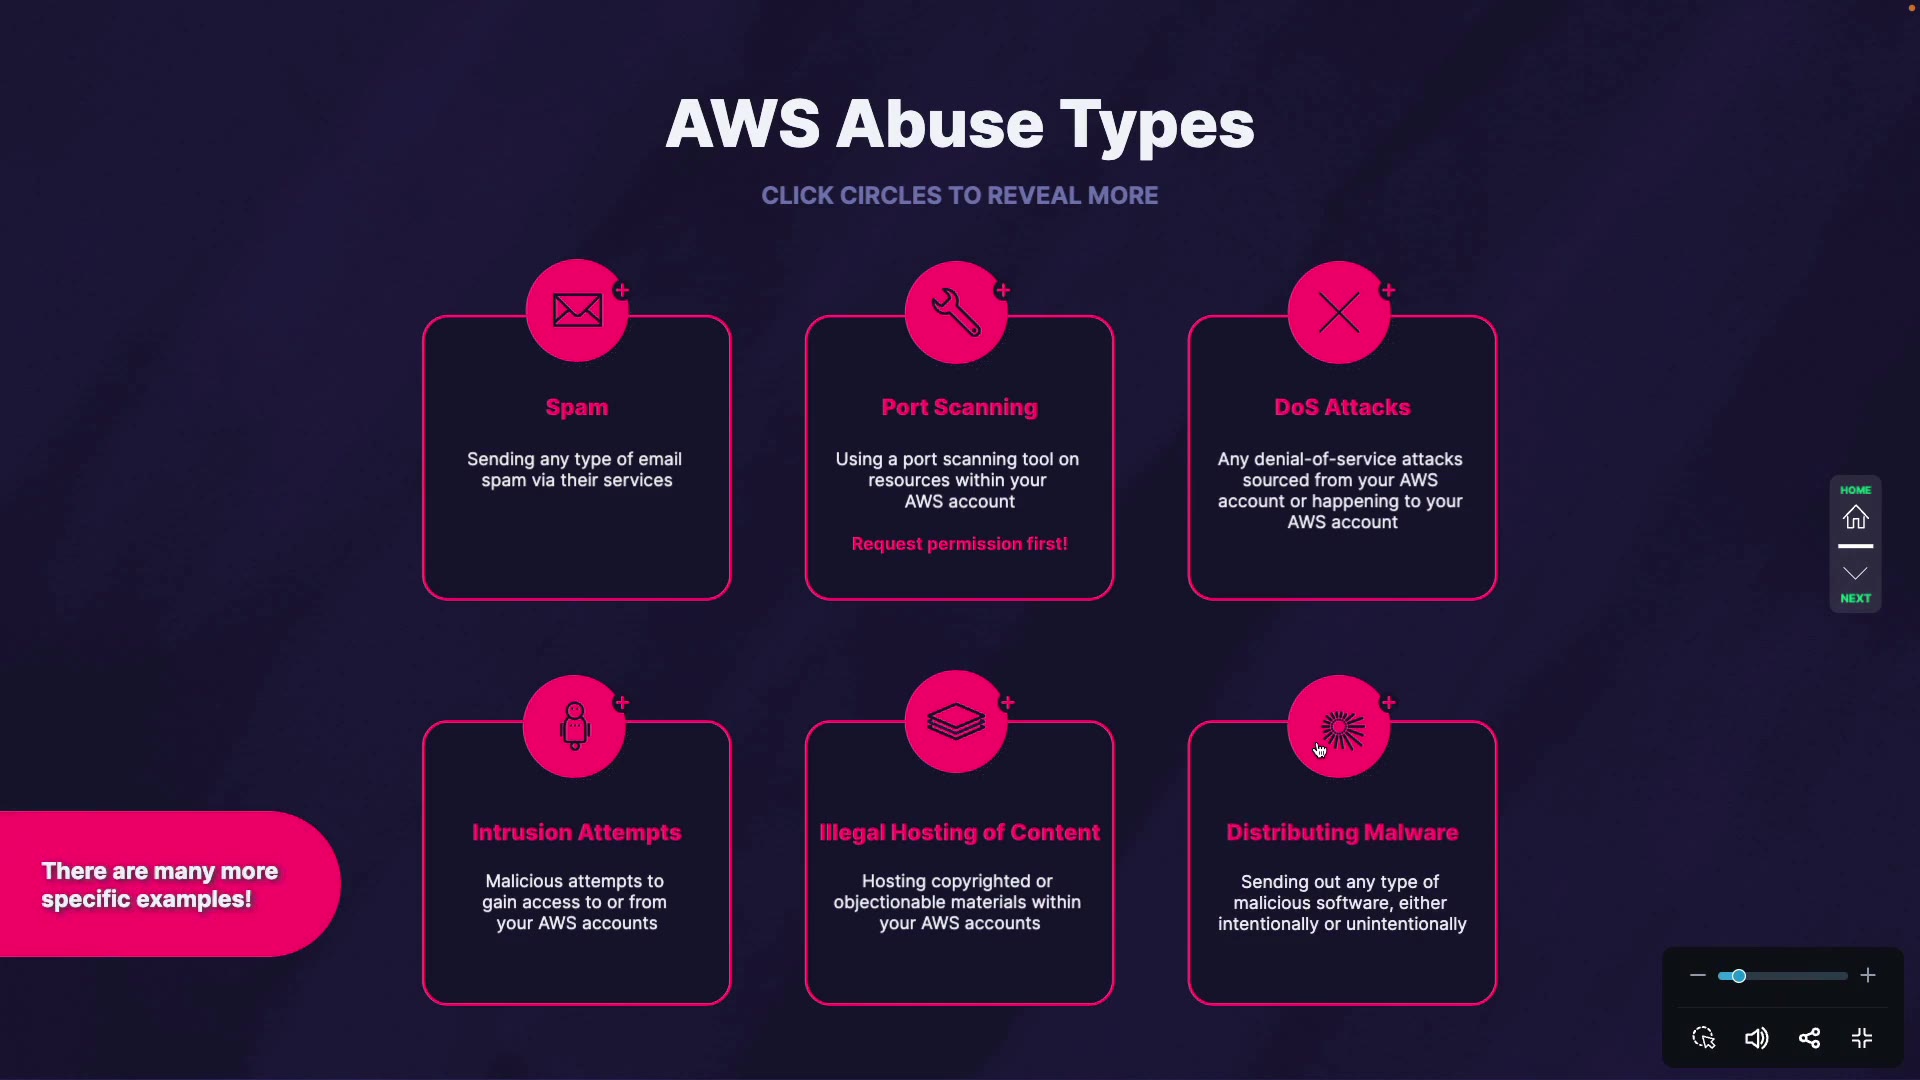 AWS Abuse Types
CLICK CIRCLES TO REVEAL MORE
Spam
Sending any type of email
spam via their services
Port Scanning
Using a port scanning tool on
resources within your
AWS account
Request permission first!
DoS Attacks
Any denial-of-service attacks
sourced from your AWS
account or happening to your
AWS account
HOME
NEXT
Intrusion Attempts
Malicious attempts to
gain access to or from
your AWS accounts
Illegal Hosting of Content
Hosting copyrighted or
objectionable materials within
your AWS accounts
Distributing Malware
Sending out any type of
malicious software, either
intentionally or unintentionally
There are many more
specific examples!